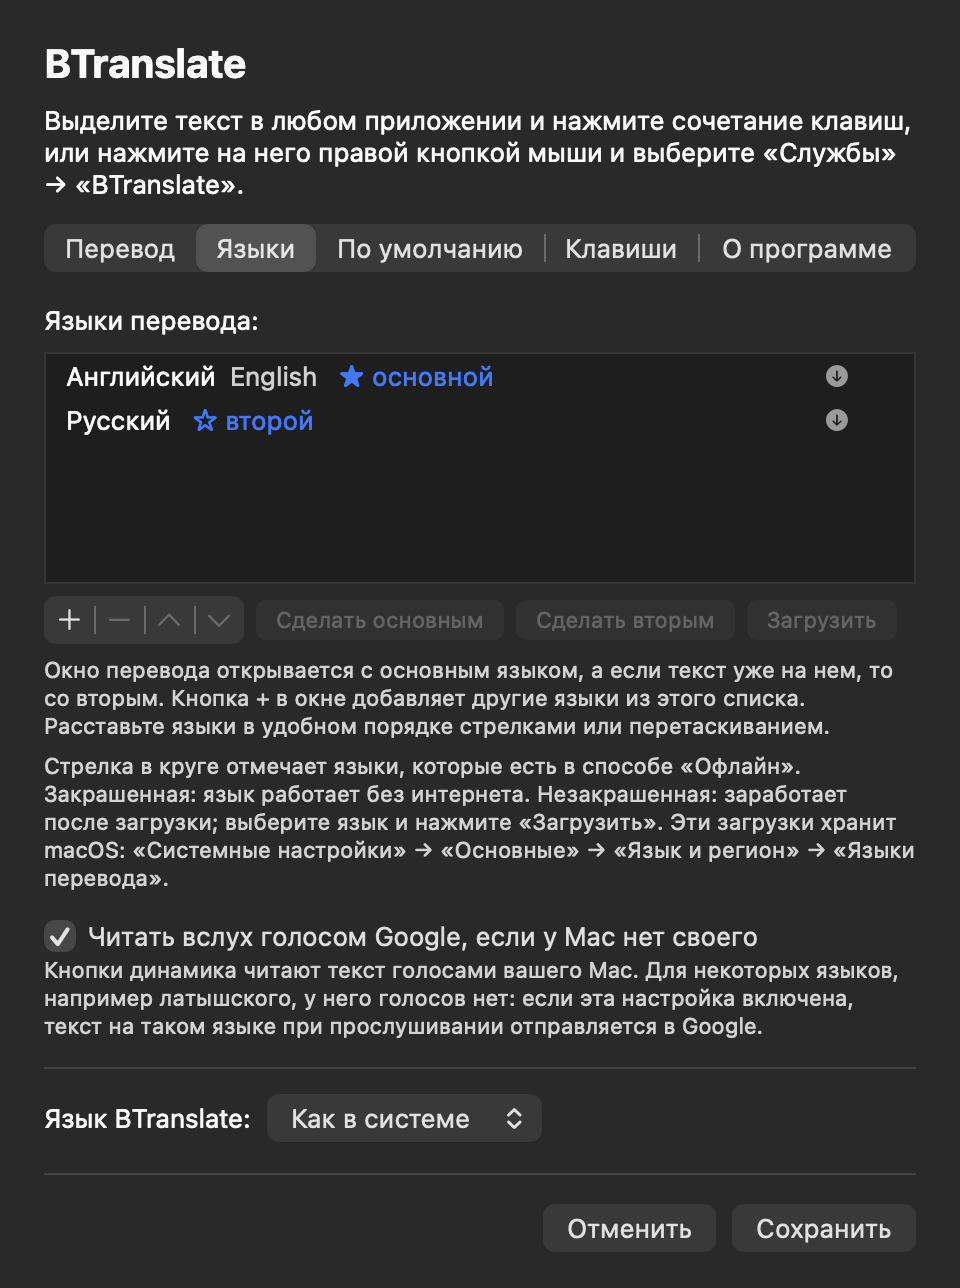 BTranslate
Выделите текст в любом приложении и нажмите сочетание клавиш,
или нажмите на него правой кнопкой мыши и выберите «Службы»
→ «BTranslate».
Перевод Языки По умолчанию Клавиши О программе
Языки перевода:
Английский English ★ основной
Русский ☆ второй
Сделать основным Сделать вторым Загрузить
Окно перевода открывается с основным языком, а если текст уже на нем, то
со вторым. Кнопка + в окне добавляет другие языки из этого списка.
Расставьте языки в удобном порядке стрелками или перетаскиванием.
Стрелка в круге отмечает языки, которые есть в способе «Офлайн».
Закрашенная: язык работает без интернета. Незакрашенная: заработает
после загрузки; выберите язык и нажмите «Загрузить». Эти загрузки хранит
macOS: «Системные настройки» → «Основные» → «Язык и регион» → «Языки
перевода».
Читать вслух голосом Google, если у Mac нет своего
Кнопки динамика читают текст голосами вашего Mac. Для некоторых языков,
например латышского, у него голосов нет: если эта настройка включена,
текст на таком языке при прослушивании отправляется в Google.
Язык BTranslate: Как в системе
Отменить Сохранить